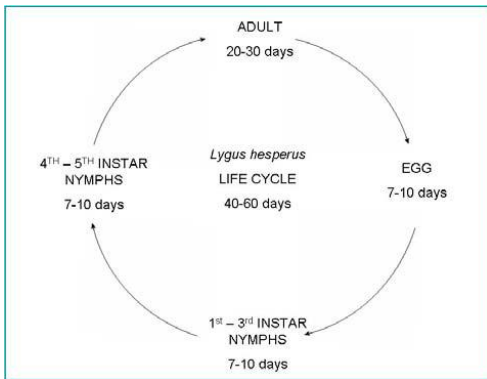 ADULT
20-30 days
EGG
7-10 days
1st – 3rd INSTAR
NYMPHS
7-10 days
4TH – 5TH INSTAR
NYMPHS
7-10 days
Lygus hesperus
LIFE CYCLE
40-60 days